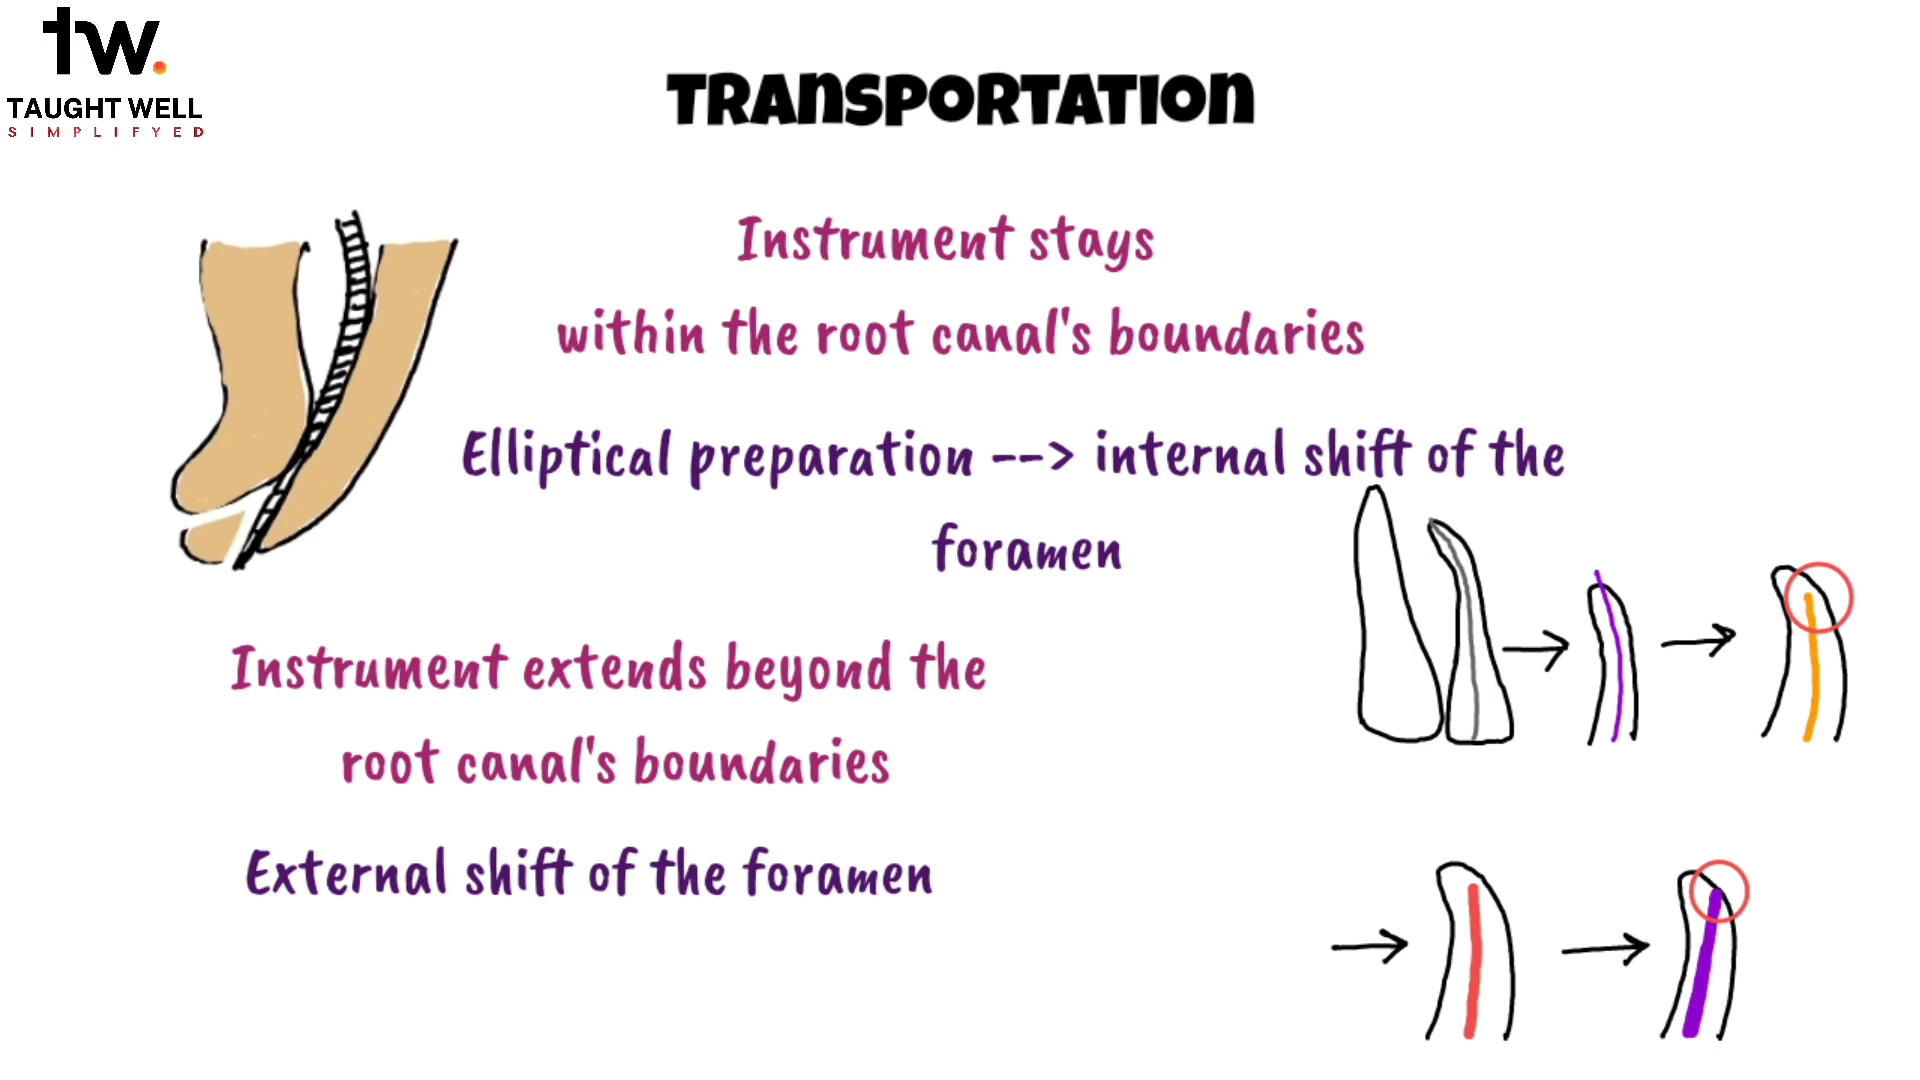 tw.
TAUGHT WELL
SIMPLIFYED
TRANSPORTATION
Instrument stays
within the root canal's boundaries
Elliptical preparation --> internal shift of the
foramen
Instrument extends beyond the
root canal's boundaries
External shift of the foramen